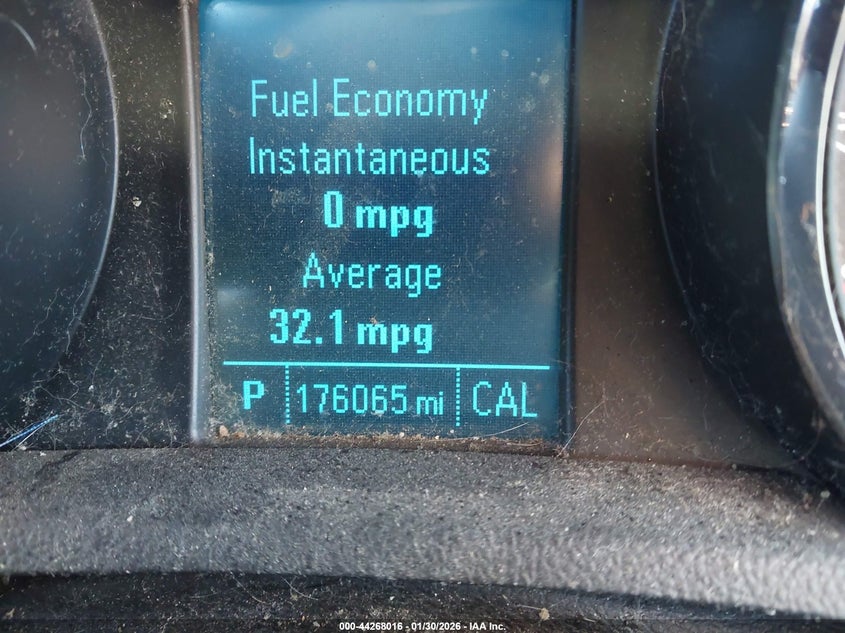 Fuel Economy
Instantaneous
0 mpg
Average
32.1 mpg
P 176065 mi CAL
000-44268016 - 01/30/2026 - IAA Inc.